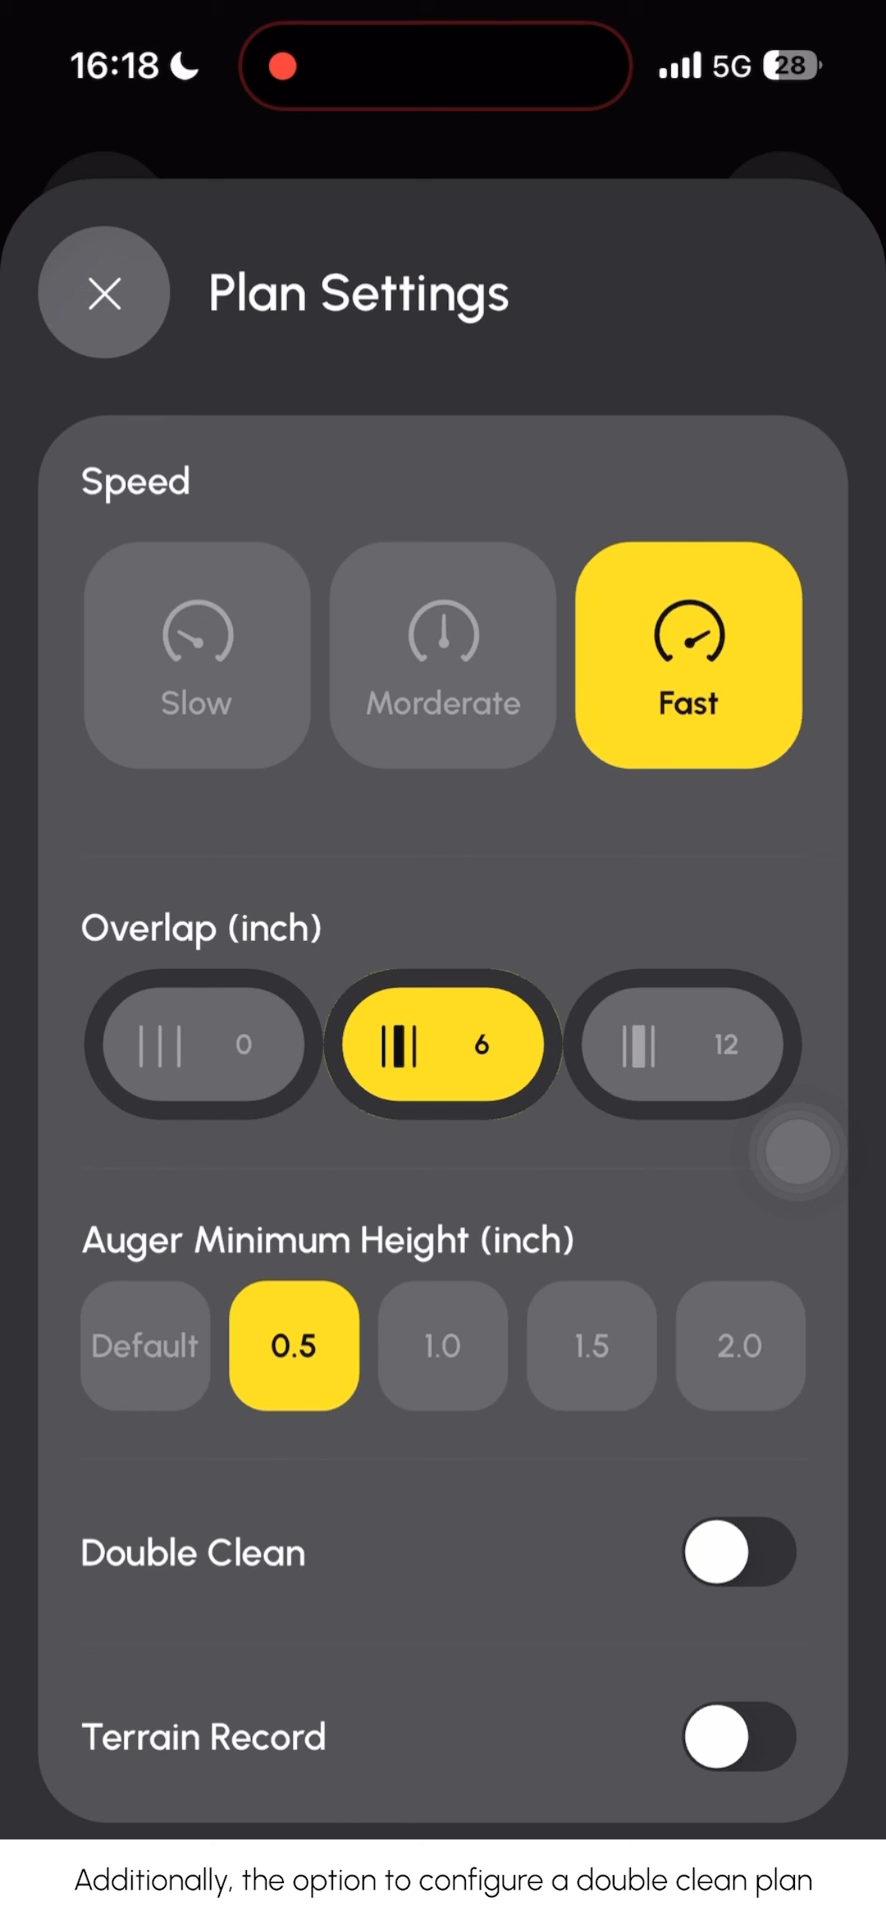 16:18 5G 28
Plan Settings
Speed
Slow Morderate Fast
Overlap (inch)
0 6 12
Auger Minimum Height (inch)
Default 0.5 1.0 1.5 2.0
Double Clean
Terrain Record
Additionally, the option to configure a double clean plan